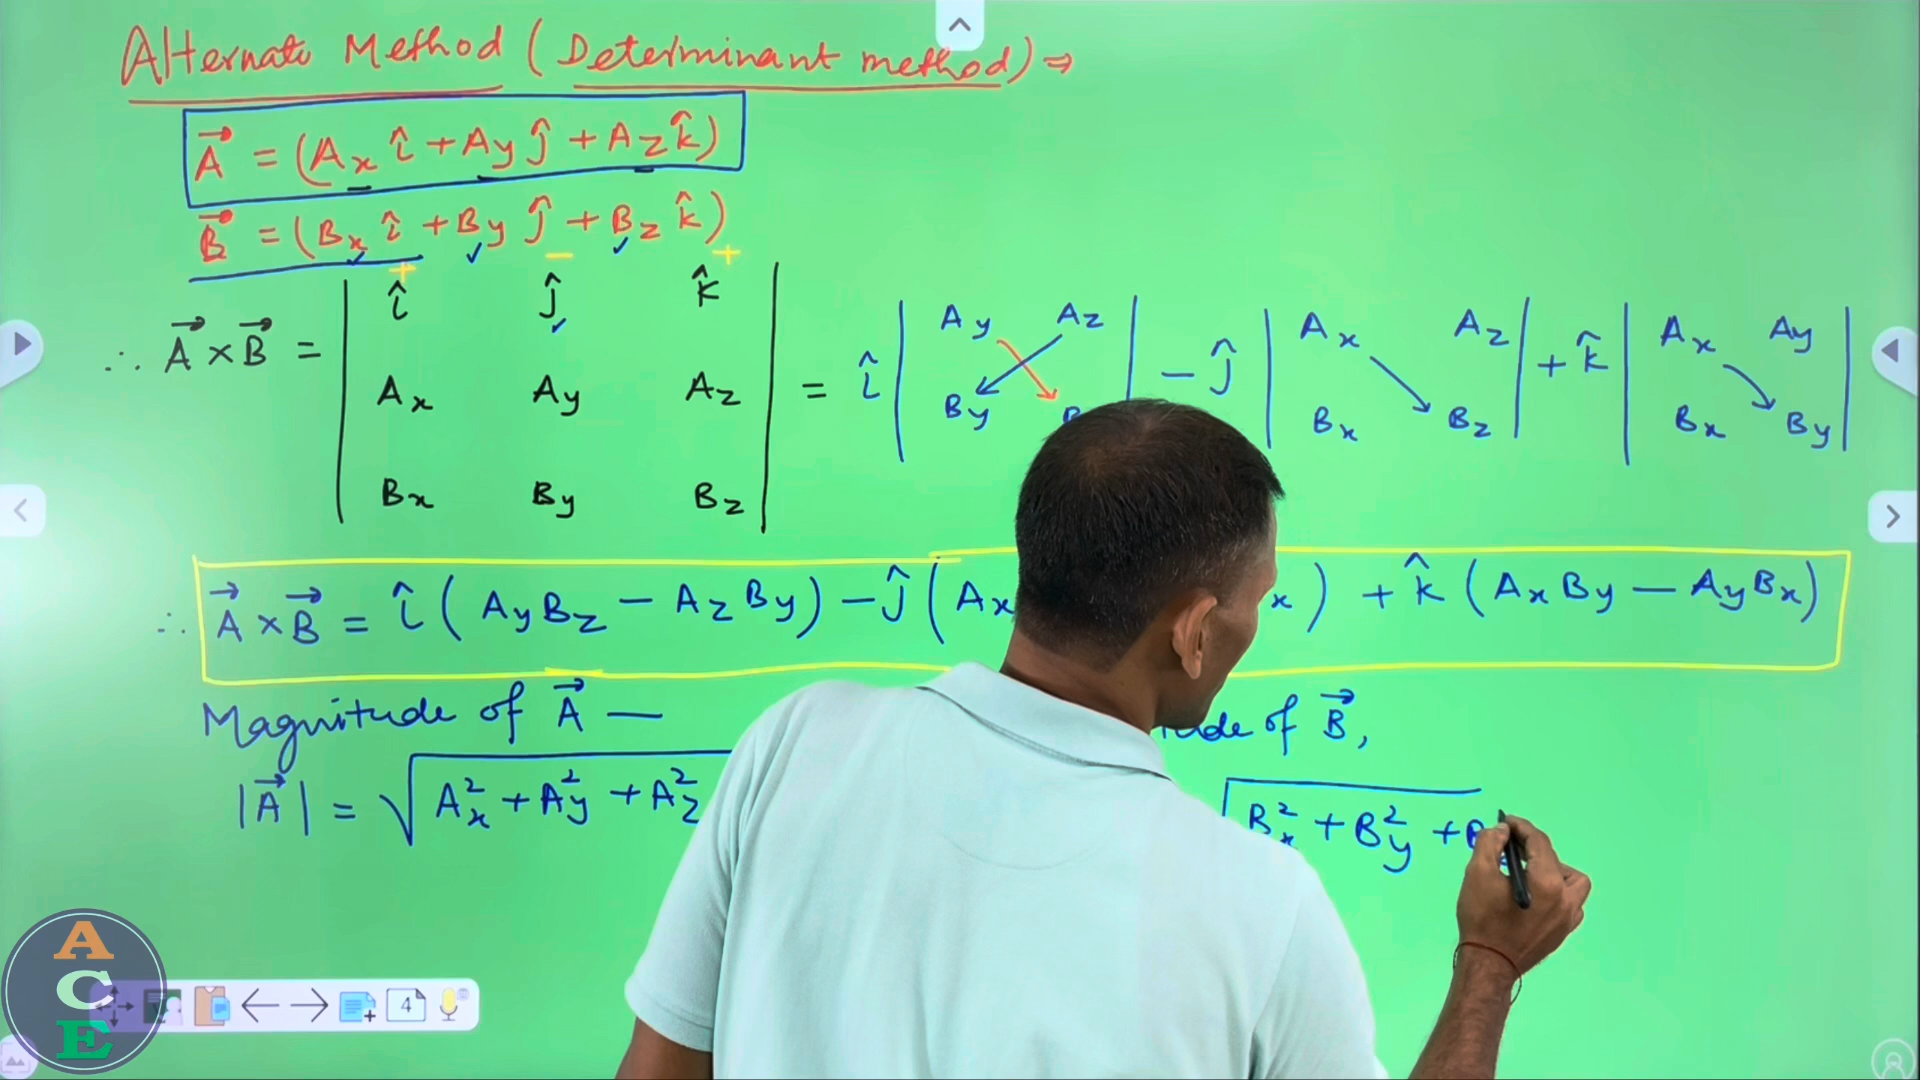 Alternate Method (Determinant method) ⇒
A⃗ = (Aₓ î + Ay ĵ + Az k̂)
B⃗ = (Bₓ î + By ĵ + Bz k̂)
+ − +
∴ A⃗ × B⃗ = | î ĵ k̂ | = î | Ay Az | − ĵ | Ax Az | + k̂ | Ax Ay |
| Ax Ay Az | | By | | Bx Bz | | Bx By |
| Bx By Bz |
∴ A⃗ × B⃗ = î ( AyBz − AzBy ) − ĵ ( Ax x ) + k̂ ( AxBy − AyBx )
Magnitude of A⃗ — of B⃗,
|A⃗| = √ Ax² + Ay² + Az² √ Bx² + By² + B
A
C
E
4